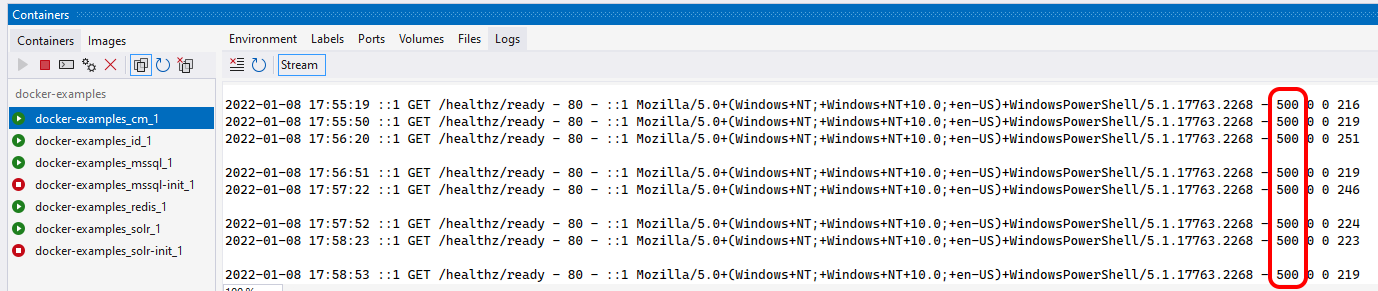 Containers
Containers Images
docker-examples
docker-examples_cm_1
docker-examples_id_1
docker-examples_mssql_1
docker-examples_mssql-init_1
docker-examples_redis_1
docker-examples_solr_1
docker-examples_solr-init_1
Environment Labels Ports Volumes Files Logs
Stream
2022-01-08 17:55:19 ::1 GET /healthz/ready - 80 - ::1 Mozilla/5.0+(Windows+NT;+Windows+NT+10.0;+en-US)+WindowsPowerShell/5.1.17763.2268 - 500 0 0 216
2022-01-08 17:55:50 ::1 GET /healthz/ready - 80 - ::1 Mozilla/5.0+(Windows+NT;+Windows+NT+10.0;+en-US)+WindowsPowerShell/5.1.17763.2268 - 500 0 0 219
2022-01-08 17:56:20 ::1 GET /healthz/ready - 80 - ::1 Mozilla/5.0+(Windows+NT;+Windows+NT+10.0;+en-US)+WindowsPowerShell/5.1.17763.2268 - 500 0 0 251
2022-01-08 17:56:51 ::1 GET /healthz/ready - 80 - ::1 Mozilla/5.0+(Windows+NT;+Windows+NT+10.0;+en-US)+WindowsPowerShell/5.1.17763.2268 - 500 0 0 219
2022-01-08 17:57:22 ::1 GET /healthz/ready - 80 - ::1 Mozilla/5.0+(Windows+NT;+Windows+NT+10.0;+en-US)+WindowsPowerShell/5.1.17763.2268 - 500 0 0 246
2022-01-08 17:57:52 ::1 GET /healthz/ready - 80 - ::1 Mozilla/5.0+(Windows+NT;+Windows+NT+10.0;+en-US)+WindowsPowerShell/5.1.17763.2268 - 500 0 0 224
2022-01-08 17:58:23 ::1 GET /healthz/ready - 80 - ::1 Mozilla/5.0+(Windows+NT;+Windows+NT+10.0;+en-US)+WindowsPowerShell/5.1.17763.2268 - 500 0 0 223
2022-01-08 17:58:53 ::1 GET /healthz/ready - 80 - ::1 Mozilla/5.0+(Windows+NT;+Windows+NT+10.0;+en-US)+WindowsPowerShell/5.1.17763.2268 - 500 0 0 219